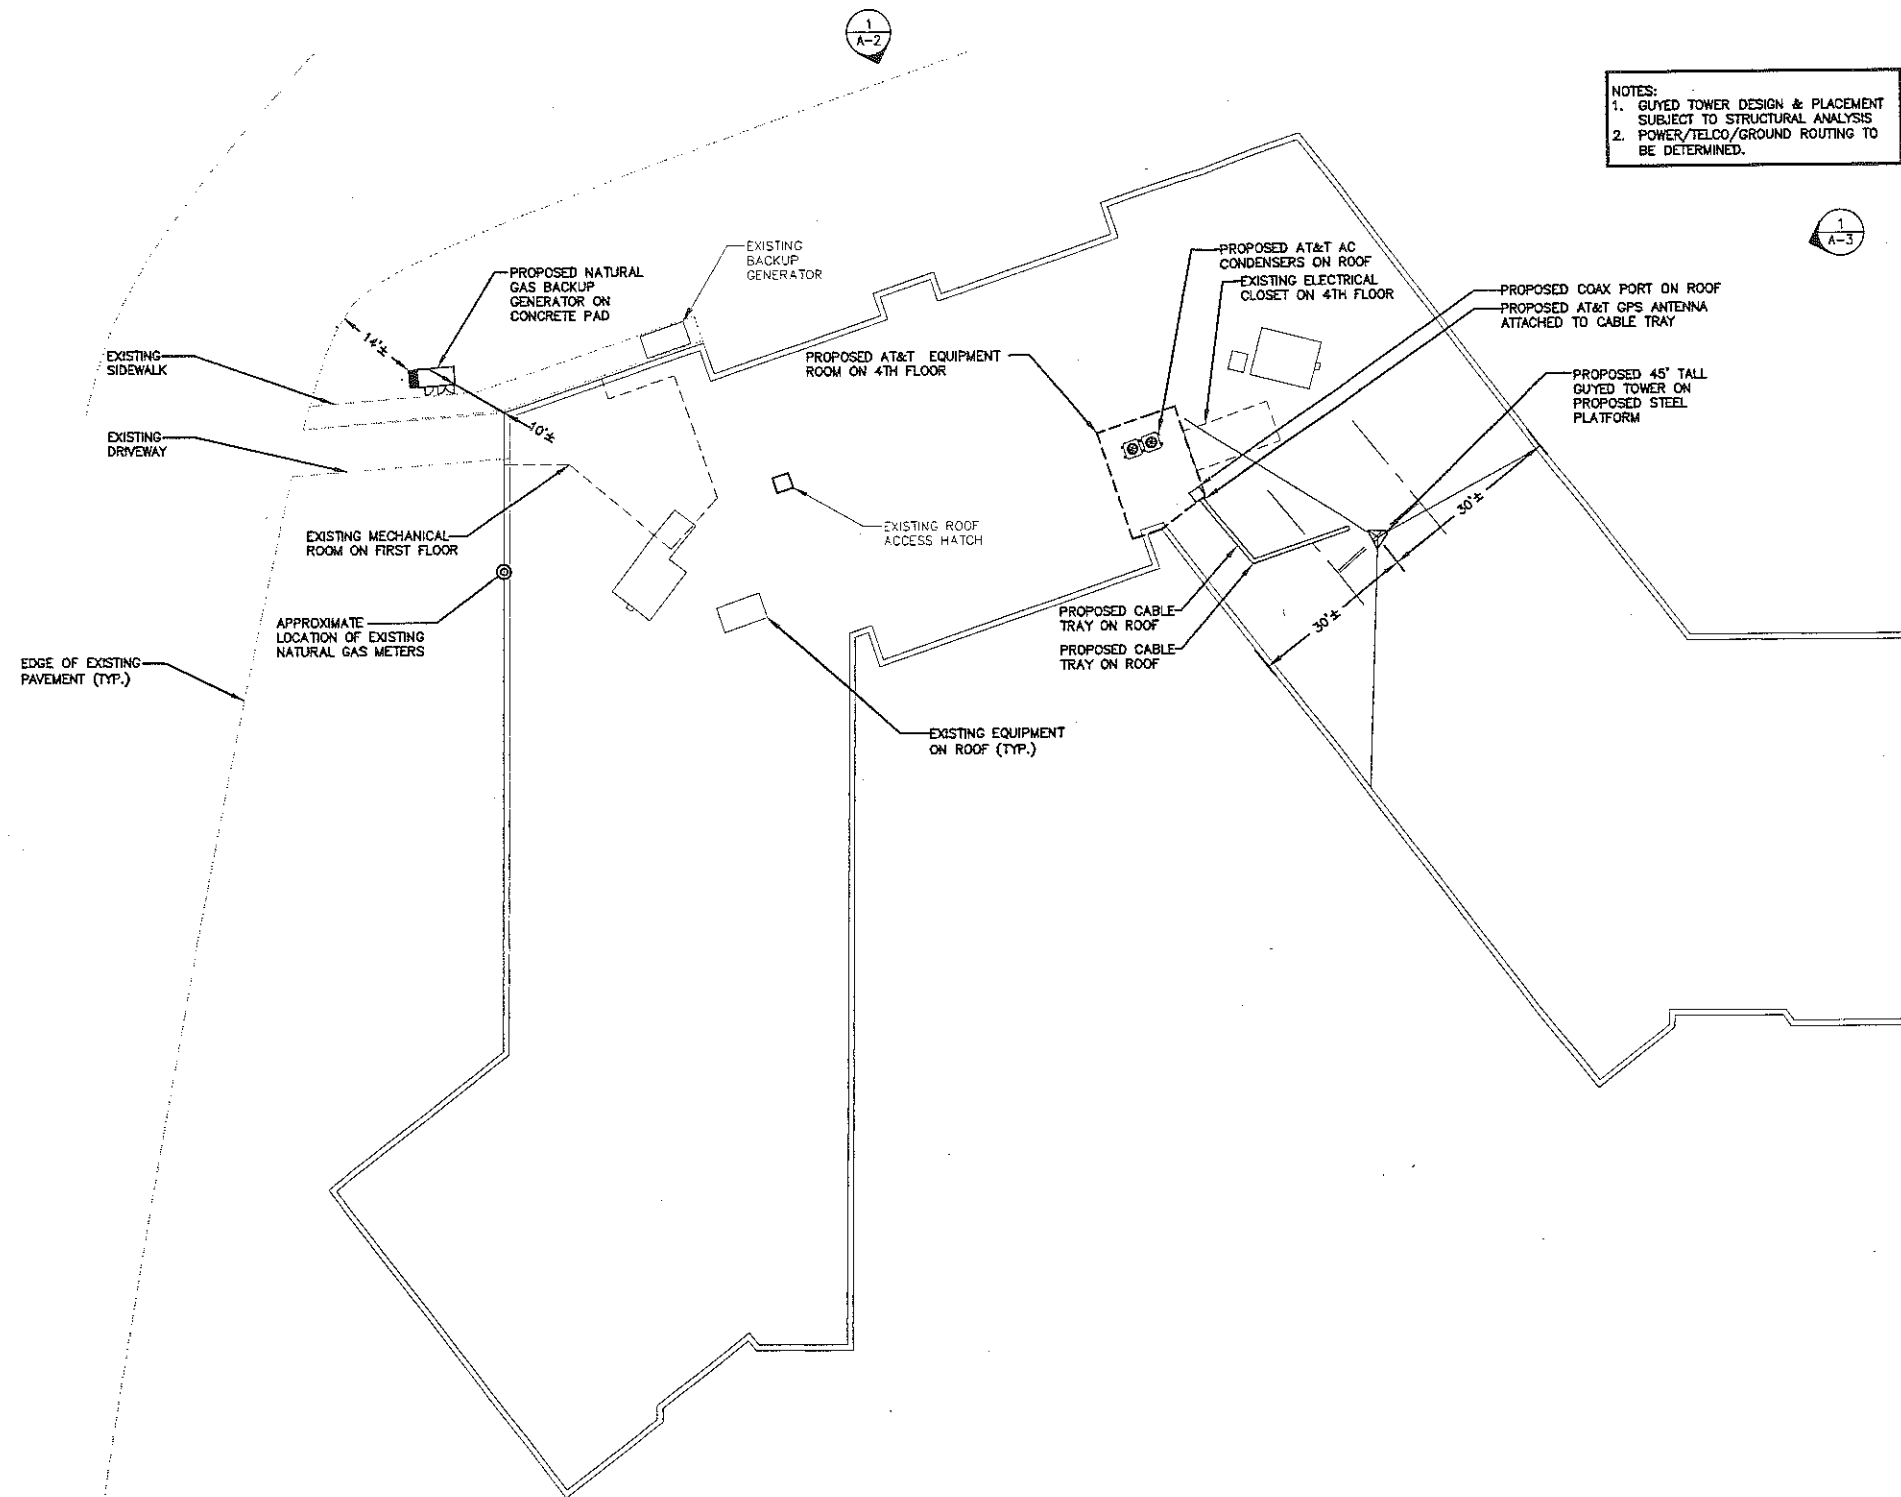 1
A-2
NOTES:
1. GUYED TOWER DESIGN & PLACEMENT
SUBJECT TO STRUCTURAL ANALYSIS
2. POWER/TELCO/GROUND ROUTING TO
BE DETERMINED.
1
A-3
EXISTING
BACKUP
GENERATOR
PROPOSED NATURAL
GAS BACKUP
GENERATOR ON
CONCRETE PAD
PROPOSED AT&T AC
CONDENSERS ON ROOF
EXISTING ELECTRICAL
CLOSET ON 4TH FLOOR
PROPOSED COAX PORT ON ROOF
PROPOSED AT&T GPS ANTENNA
ATTACHED TO CABLE TRAY
14'±
EXISTING
SIDEWALK
PROPOSED AT&T EQUIPMENT
ROOM ON 4TH FLOOR
PROPOSED 45' TALL
GUYED TOWER ON
PROPOSED STEEL
PLATFORM
EXISTING
DRIVEWAY
10'±
30'±
EXISTING MECHANICAL
ROOM ON FIRST FLOOR
EXISTING ROOF
ACCESS HATCH
APPROXIMATE
LOCATION OF EXISTING
NATURAL GAS METERS
PROPOSED CABLE
TRAY ON ROOF
30'±
PROPOSED CABLE
TRAY ON ROOF
EDGE OF EXISTING
PAVEMENT (TYP.)
EXISTING EQUIPMENT
ON ROOF (TYP.)